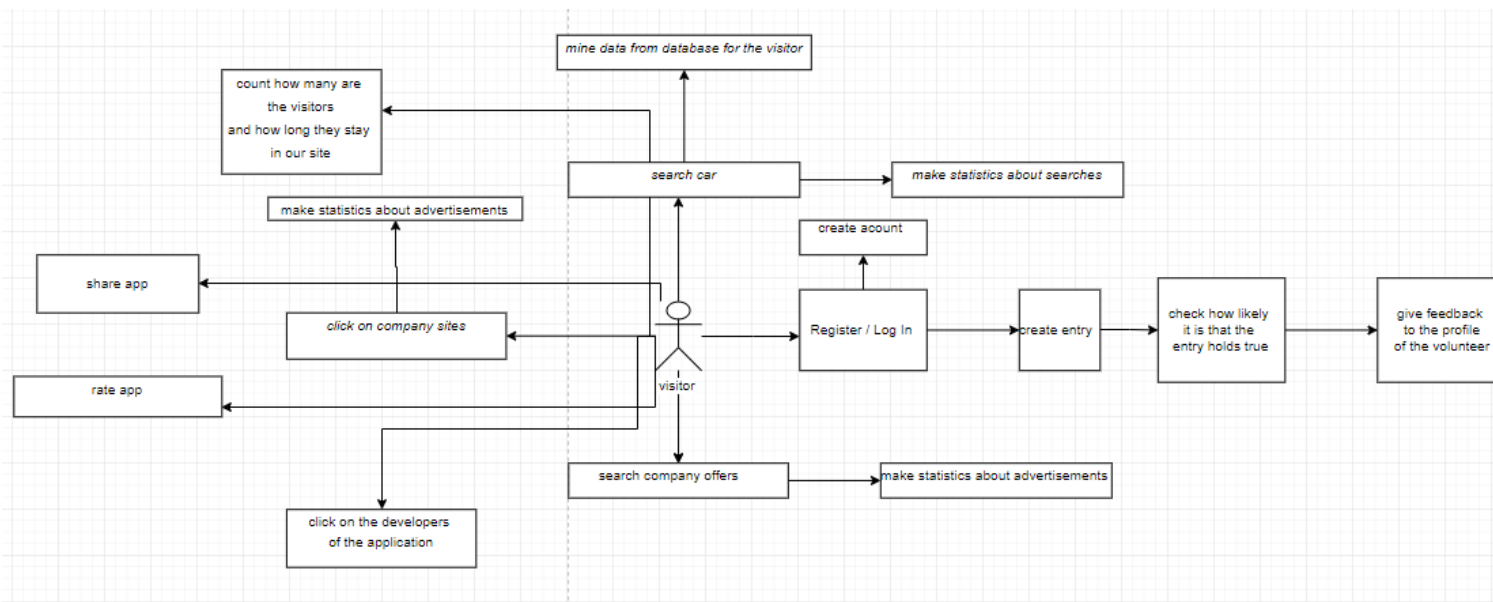 mine data from database for the visitor
count how many are
the visitors
and how long they stay
in our site
search car
make statistics about searches
make statistics about advertisements
create acount
share app
click on company sites
Register / Log In
create entry
check how likely
it is that the
entry holds true
give feedback
to the profile
of the volunteer
rate app
visitor
search company offers
make statistics about advertisements
click on the developers
of the application